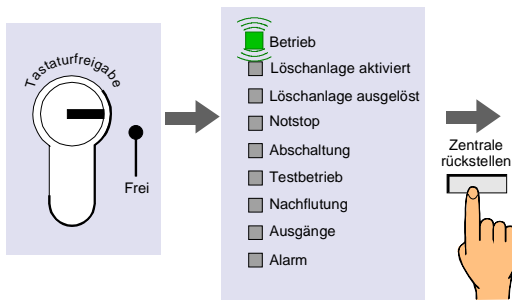 Tastaturfreigabe
Frei
Betrieb
Löschanlage aktiviert
Löschanlage ausgelöst
Notstop
Abschaltung
Testbetrieb
Nachflutung
Ausgänge
Alarm
Zentrale
rückstellen